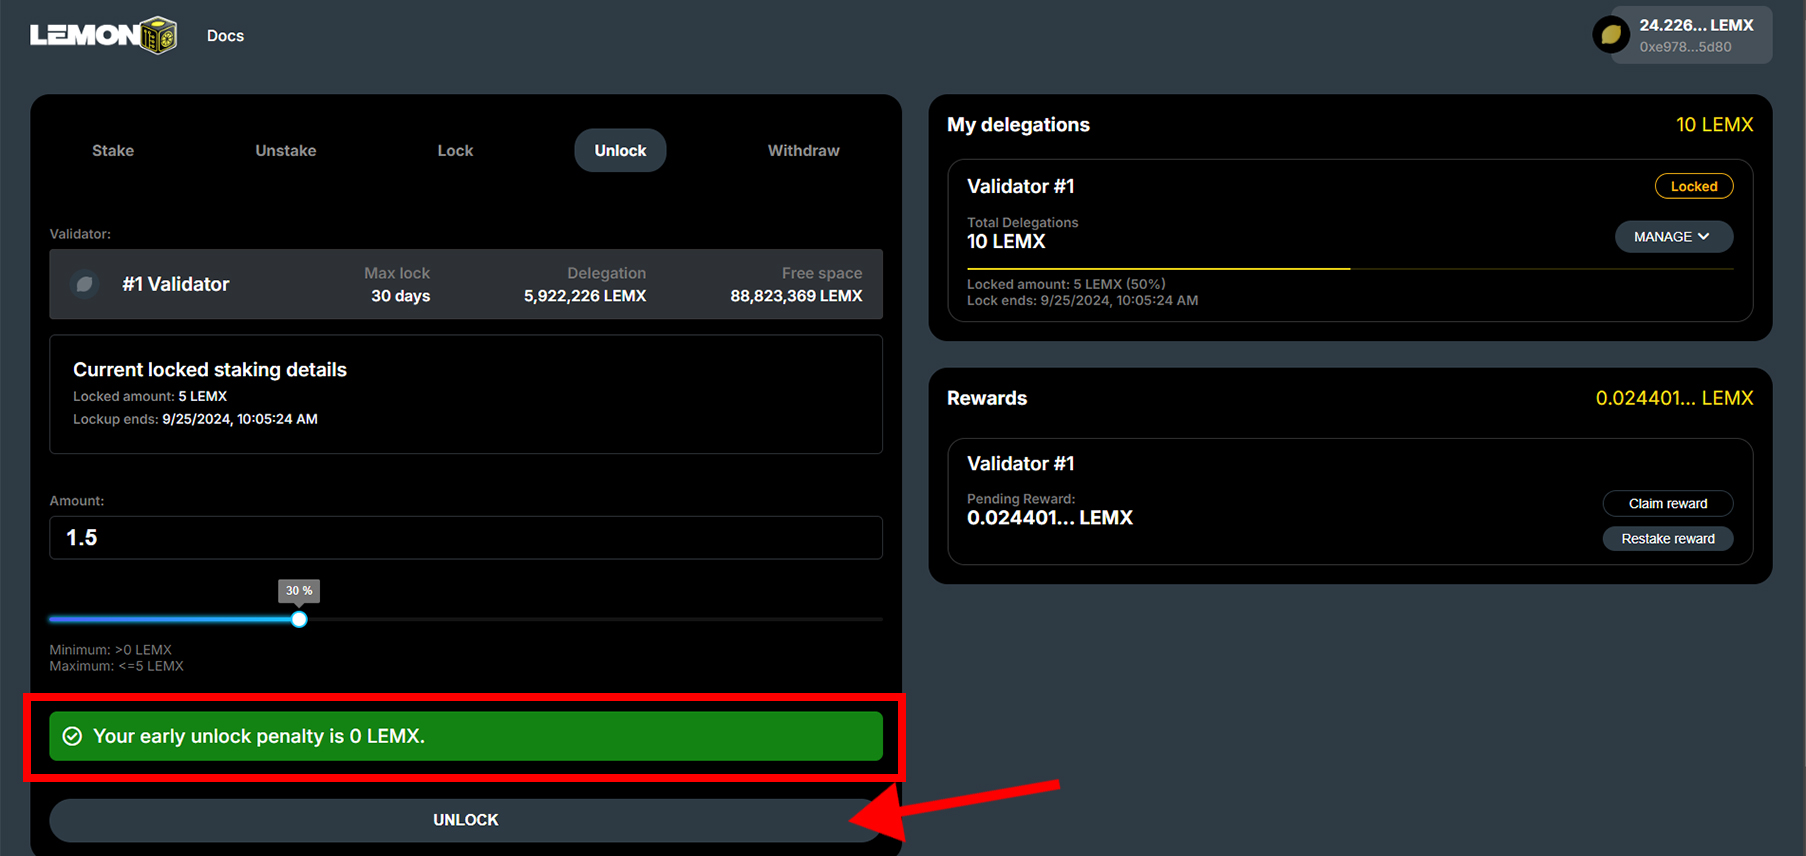 LEMON
Docs
24.226... LEMX
0xe978...5d80
Stake
Unstake
Lock
Unlock
Withdraw
Validator:
#1 Validator
Max lock
30 days
Delegation
5,922,226 LEMX
Free space
88,823,369 LEMX
Current locked staking details
Locked amount: 5 LEMX
Lockup ends: 9/25/2024, 10:05:24 AM
Amount:
1.5
30 %
Minimum: >0 LEMX
Maximum: <=5 LEMX
Your early unlock penalty is 0 LEMX.
UNLOCK
My delegations
10 LEMX
Validator #1
Locked
Total Delegations
10 LEMX
MANAGE
Locked amount: 5 LEMX (50%)
Lock ends: 9/25/2024, 10:05:24 AM
Rewards
0.024401... LEMX
Validator #1
Pending Reward:
0.024401... LEMX
Claim reward
Restake reward